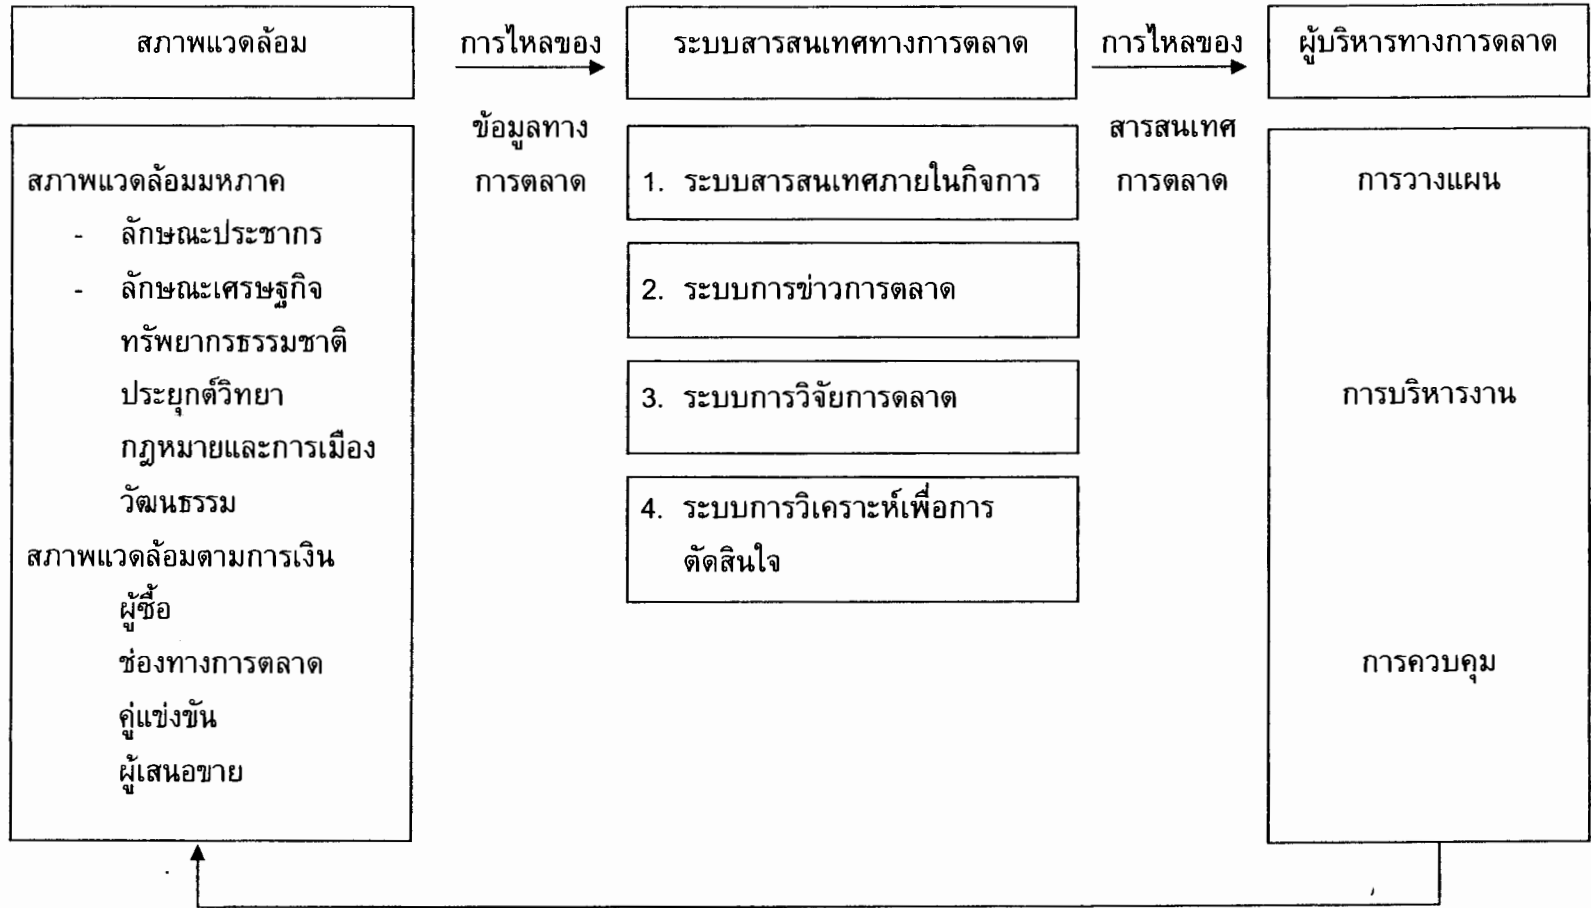 สภาพแวดล้อม
การไหลของ
ข้อมูลทาง
การตลาด
ระบบสารสนเทศทางการตลาด
การไหลของ
สารสนเทศ
การตลาด
ผู้บริหารทางการตลาด
สภาพแวดล้อมมหภาค
- ลักษณะประชากร
- ลักษณะเศรษฐกิจ
ทรัพยากรธรรมชาติ
ประยุกต์วิทยา
กฎหมายและการเมือง
วัฒนธรรม
สภาพแวดล้อมตามการเงิน
ผู้ซื้อ
ช่องทางการตลาด
คู่แข่งขัน
ผู้เสนอขาย
1. ระบบสารสนเทศภายในกิจการ
2. ระบบการข่าวการตลาด
3. ระบบการวิจัยการตลาด
4. ระบบการวิเคราะห์เพื่อการ
ตัดสินใจ
การวางแผน
การบริหารงาน
การควบคุม